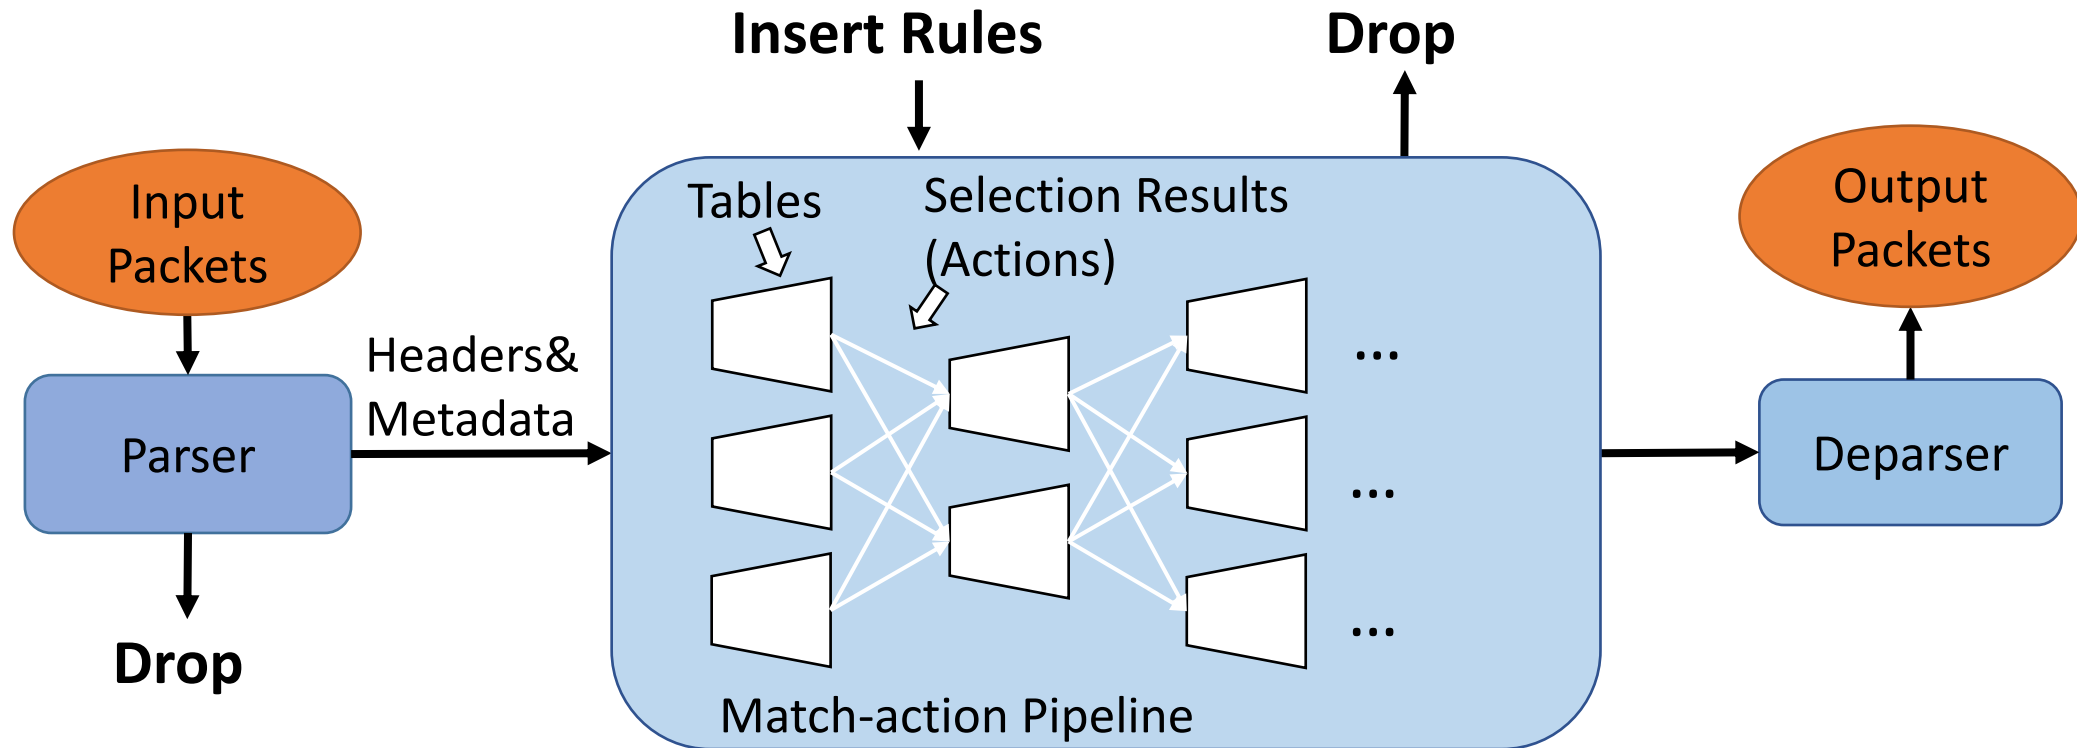 Insert Rules
Drop
Input
Packets
Headers&
Metadata
Parser
Drop
Tables
Selection Results
(Actions)
...
...
...
Match-action Pipeline
Output
Packets
Deparser